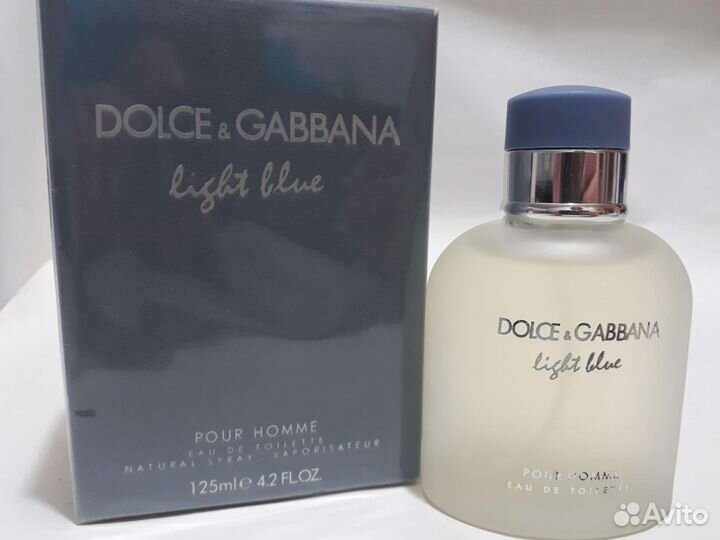 DOLCE & GABBANA
light blue
POUR HOMME
EAU DE TOILETTE
NATURAL SPRAY VAPORISATEUR
125ml e 4.2 FL.OZ.
DOLCE & GABBANA
light blue
POUR HOMME
EAU DE TOILETTE
Avito